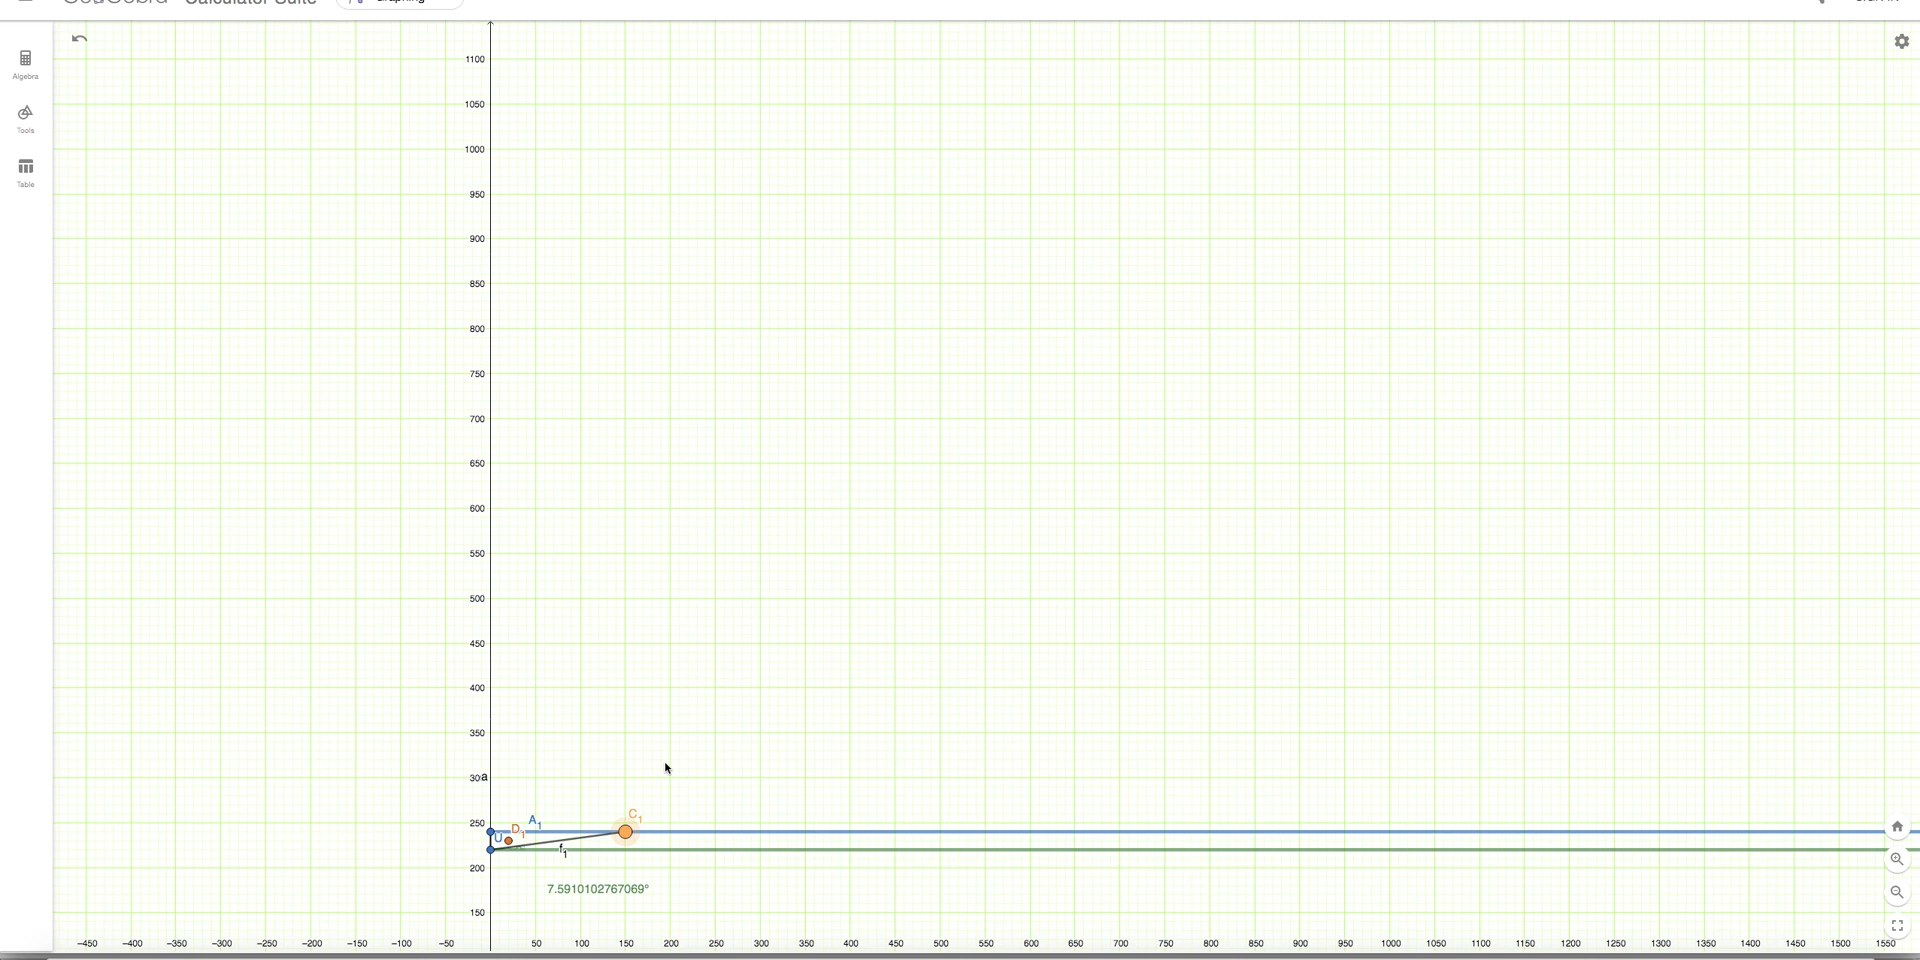 Calculator Suite
Graphing
Algebra
Tools
Table
1100
1050
1000
950
900
850
800
750
700
650
600
550
500
450
400
350
300
a
250
200
150
C₁
A₁
D₁
U
f₁
7.5910102767069°
−450 −400 −350 −300 −250 −200 −150 −100 −50 50 100 150 200 250 300 350 400 450 500 550 600 650 700 750 800 850 900 950 1000 1050 1100 1150 1200 1250 1300 1350 1400 1450 1500 1550